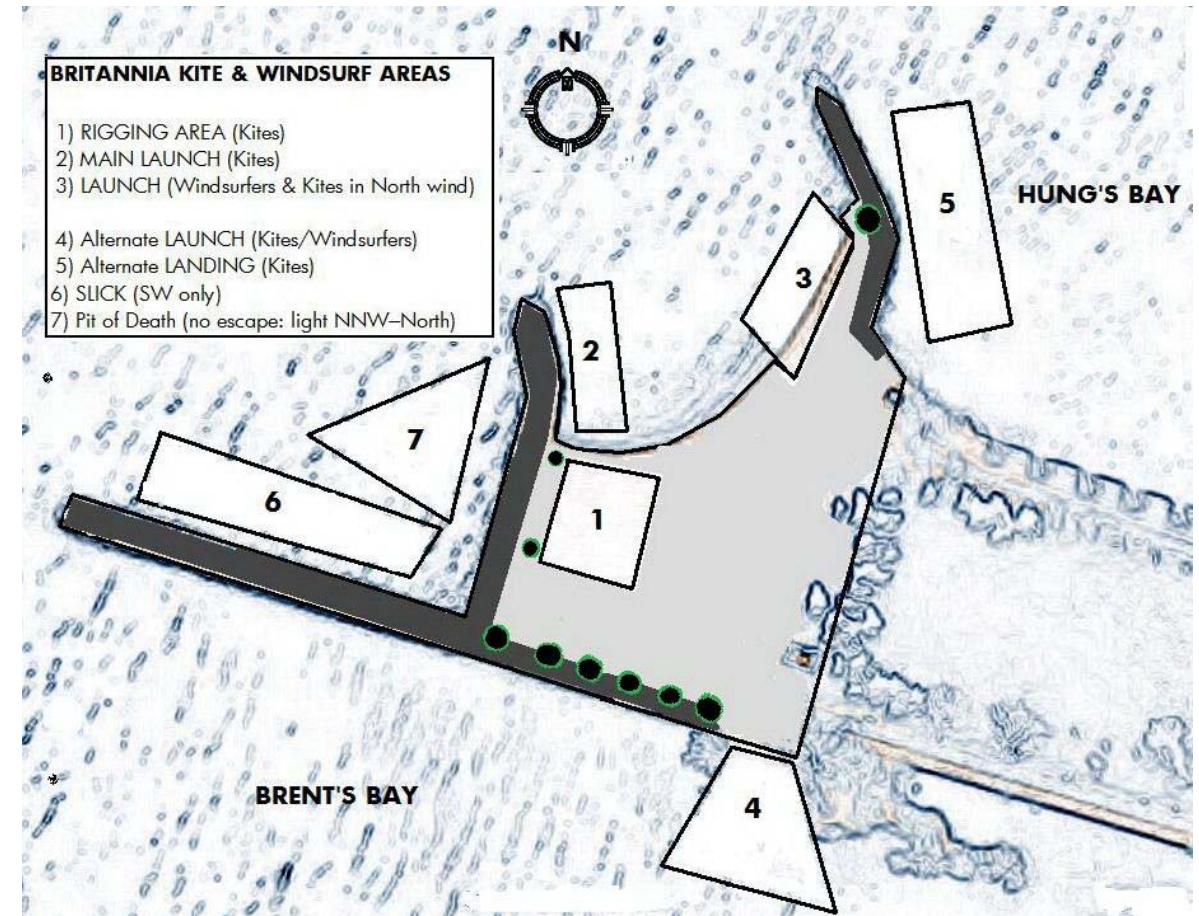 N
BRITANNIA KITE & WINDSURF AREAS
1) RIGGING AREA (Kites)
2) MAIN LAUNCH (Kites)
3) LAUNCH (Windsurfers & Kites in North wind)
4) Alternate LAUNCH (Kites/Windsurfers)
5) Alternate LANDING (Kites)
6) SLICK (SW only)
7) Pit of Death (no escape: light NNW–North)
5
HUNG'S BAY
3
2
7
6
1
BRENT'S BAY
4